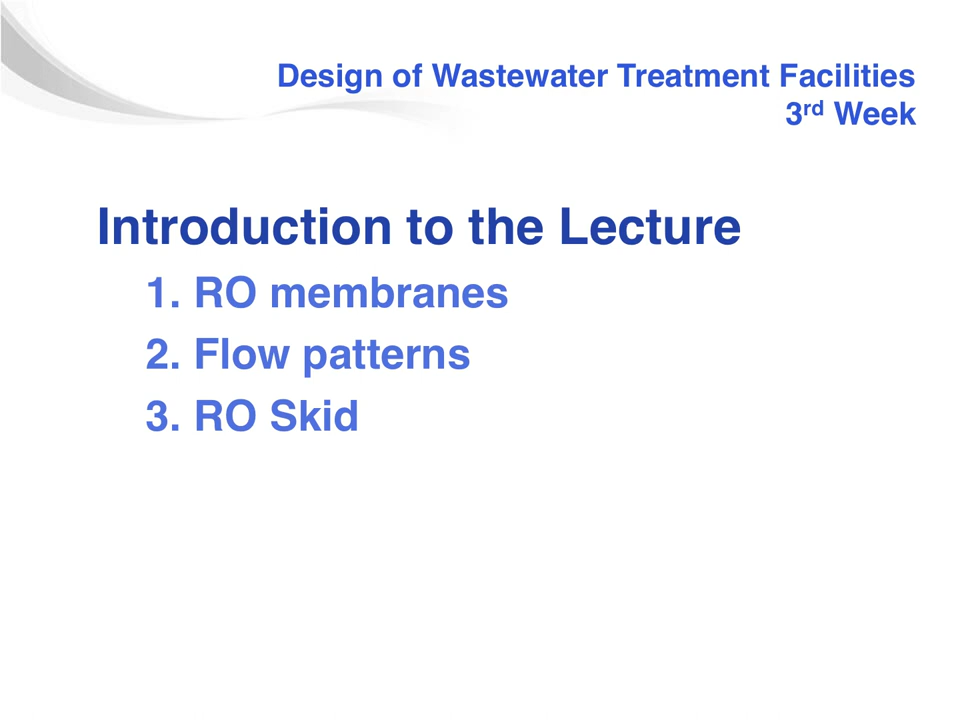 Design of Wastewater Treatment Facilities
3rd Week
Introduction to the Lecture
1. RO membranes
2. Flow patterns
3. RO Skid